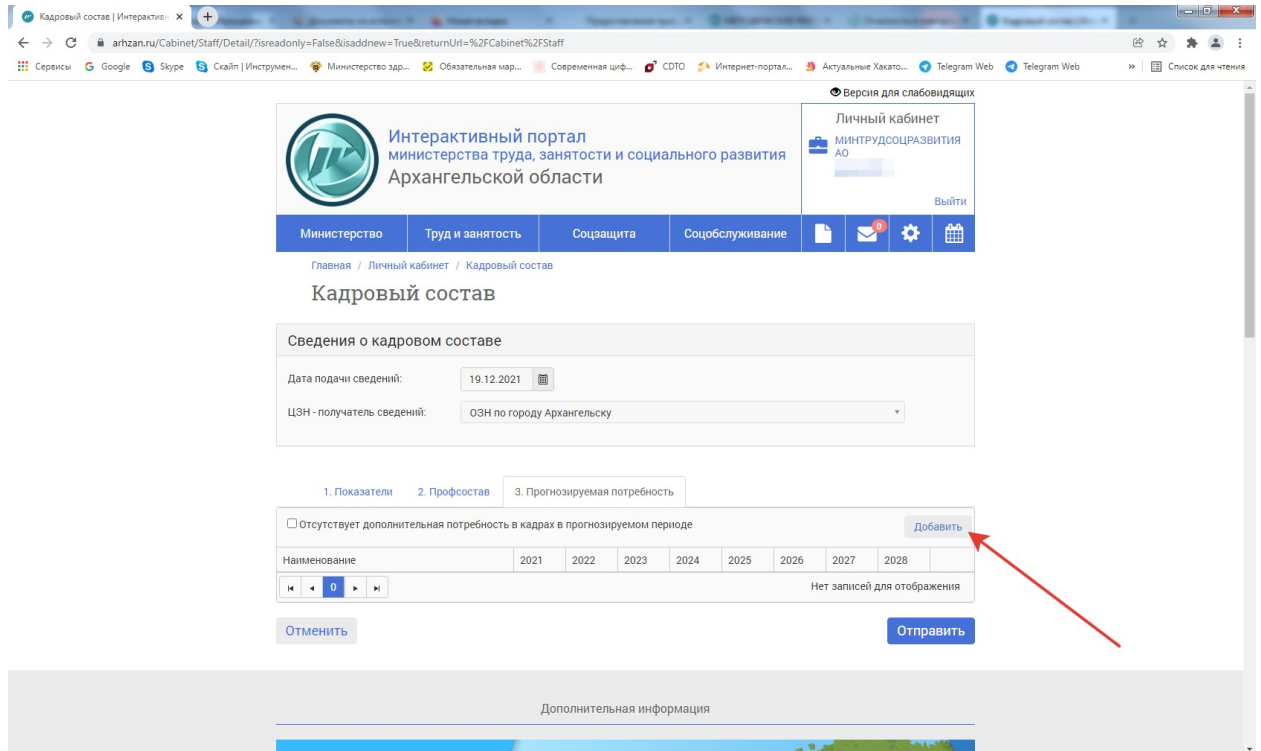 Кадровый состав | Интерактивн
arhzan.ru/Cabinet/Staff/Detail/?isreadonly=False&isaddnew=True&returnUrl=%2FCabinet%2FStaff
Сервисы Google Skype Скайп | Инструмен... Министерство здр... Обязательная мар... Современная циф... CDTO Интернет-портал... Актуальные Хакато... Telegram Web Telegram Web » Список для чтения
Версия для слабовидящих
Интерактивный портал
министерства труда, занятости и социального развития
Архангельской области
Личный кабинет
МИНТРУДСОЦРАЗВИТИЯ
АО
Выйти
Министерство Труд и занятость Соцзащита Соцобслуживание 0
Главная / Личный кабинет / Кадровый состав
Кадровый состав
Сведения о кадровом составе
Дата подачи сведений: 19.12.2021
ЦЗН - получатель сведений: ОЗН по городу Архангельску
1. Показатели 2. Профсостав 3. Прогнозируемая потребность
Отсутствует дополнительная потребность в кадрах в прогнозируемом периоде Добавить
Наименование 2021 2022 2023 2024 2025 2026 2027 2028
0 Нет записей для отображения
Отменить Отправить
Дополнительная информация